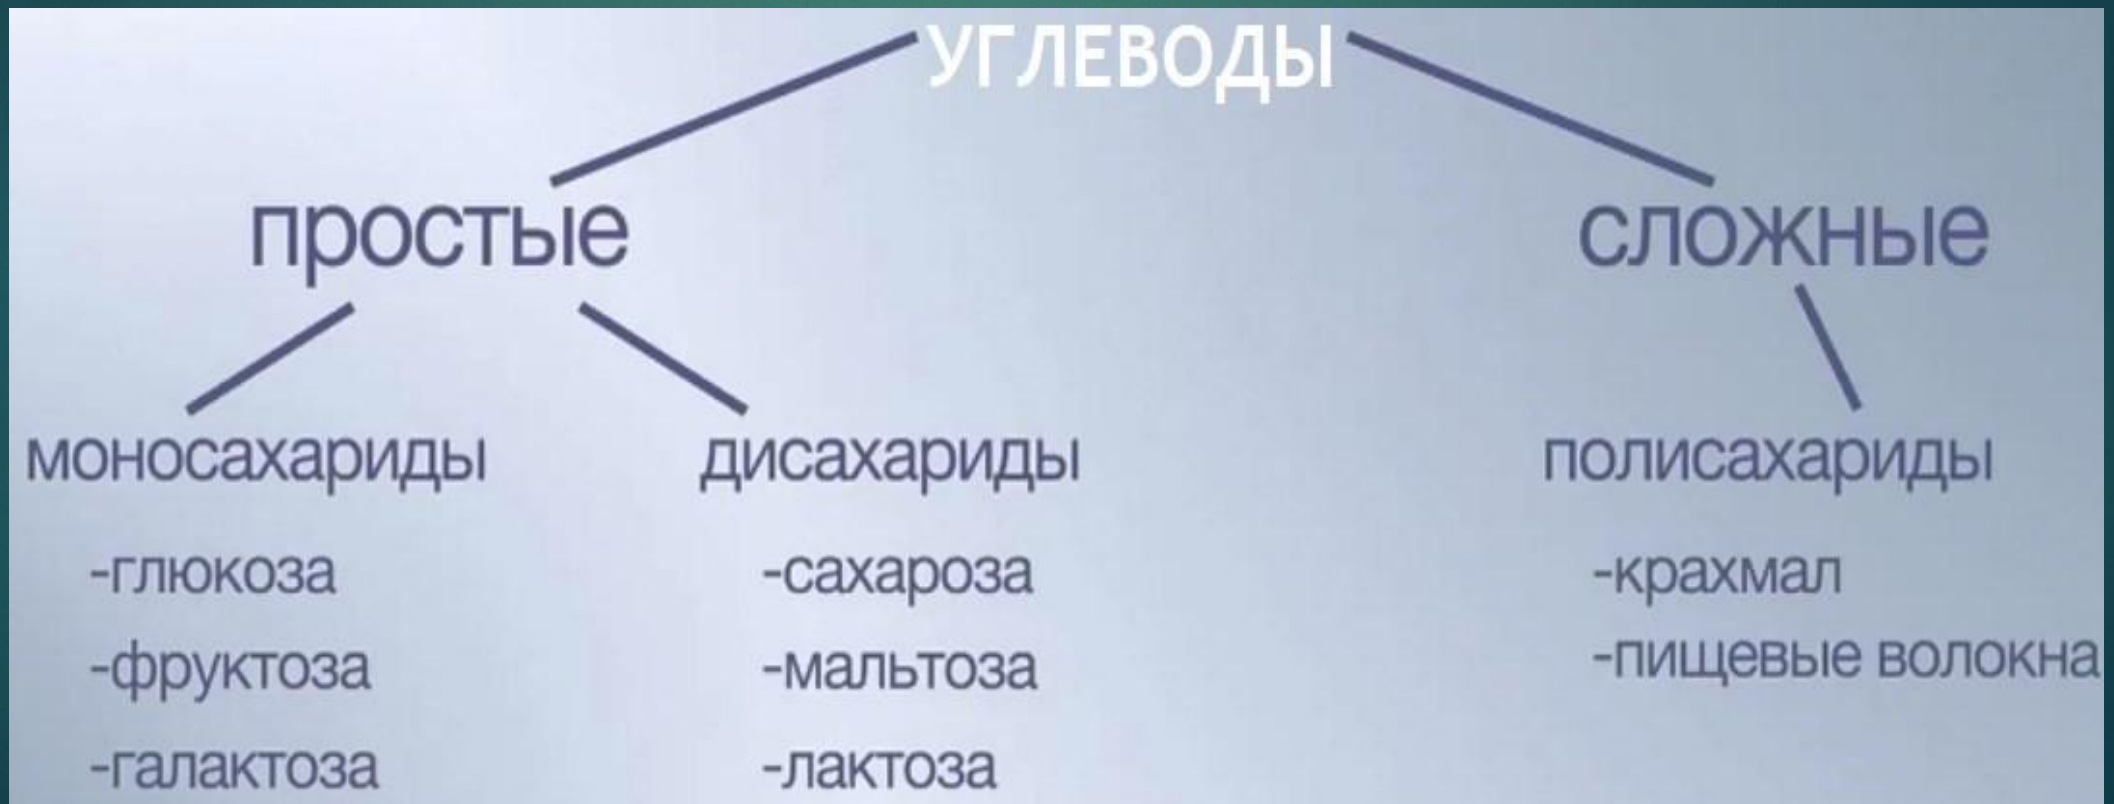 УГЛЕВОДЫ
простые
сложные
моносахариды
дисахариды
полисахариды
-глюкоза
-сахароза
-крахмал
-фруктоза
-мальтоза
-пищевые волокна
-галактоза
-лактоза